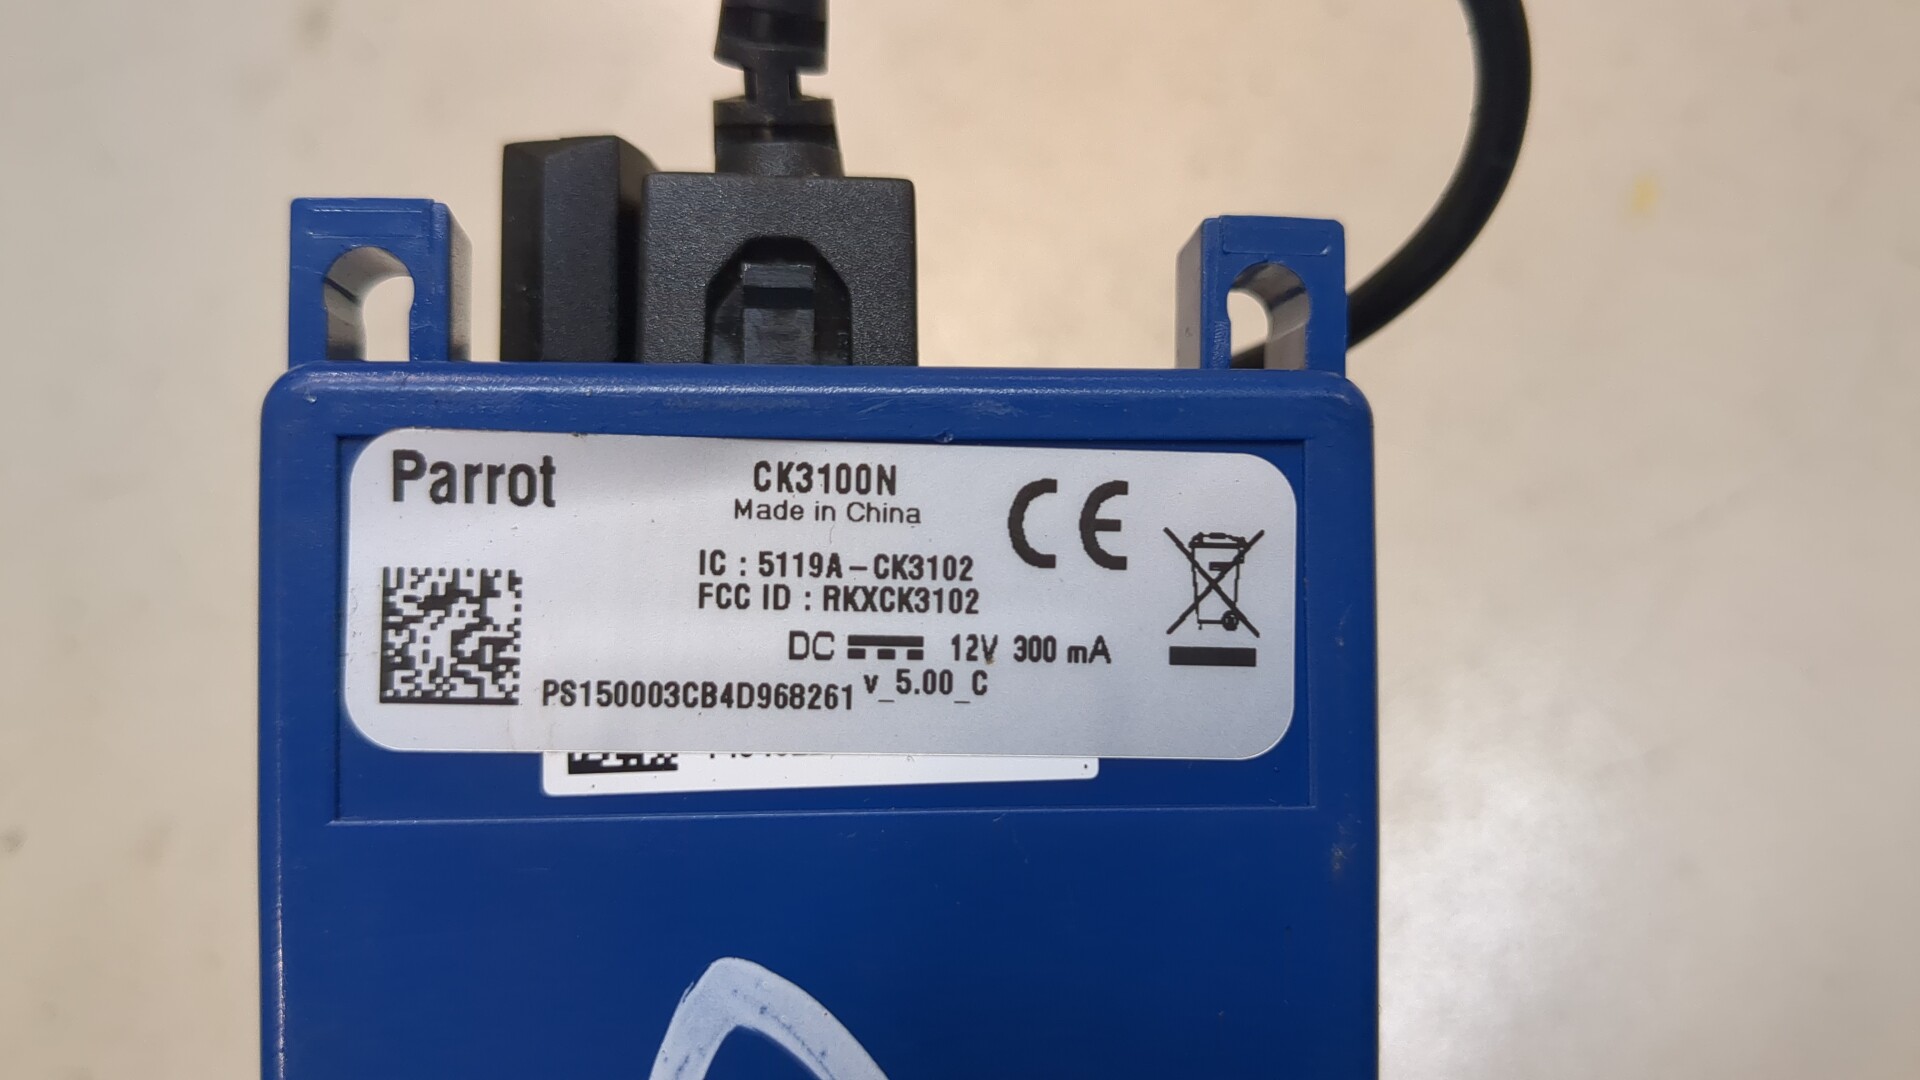 Parrot
CK3100N
Made in China
CE
IC : 5119A-CK3102
FCC ID : RKXCK3102
DC 12V 300 mA
PS150003CB4D968261 v_5.00_C